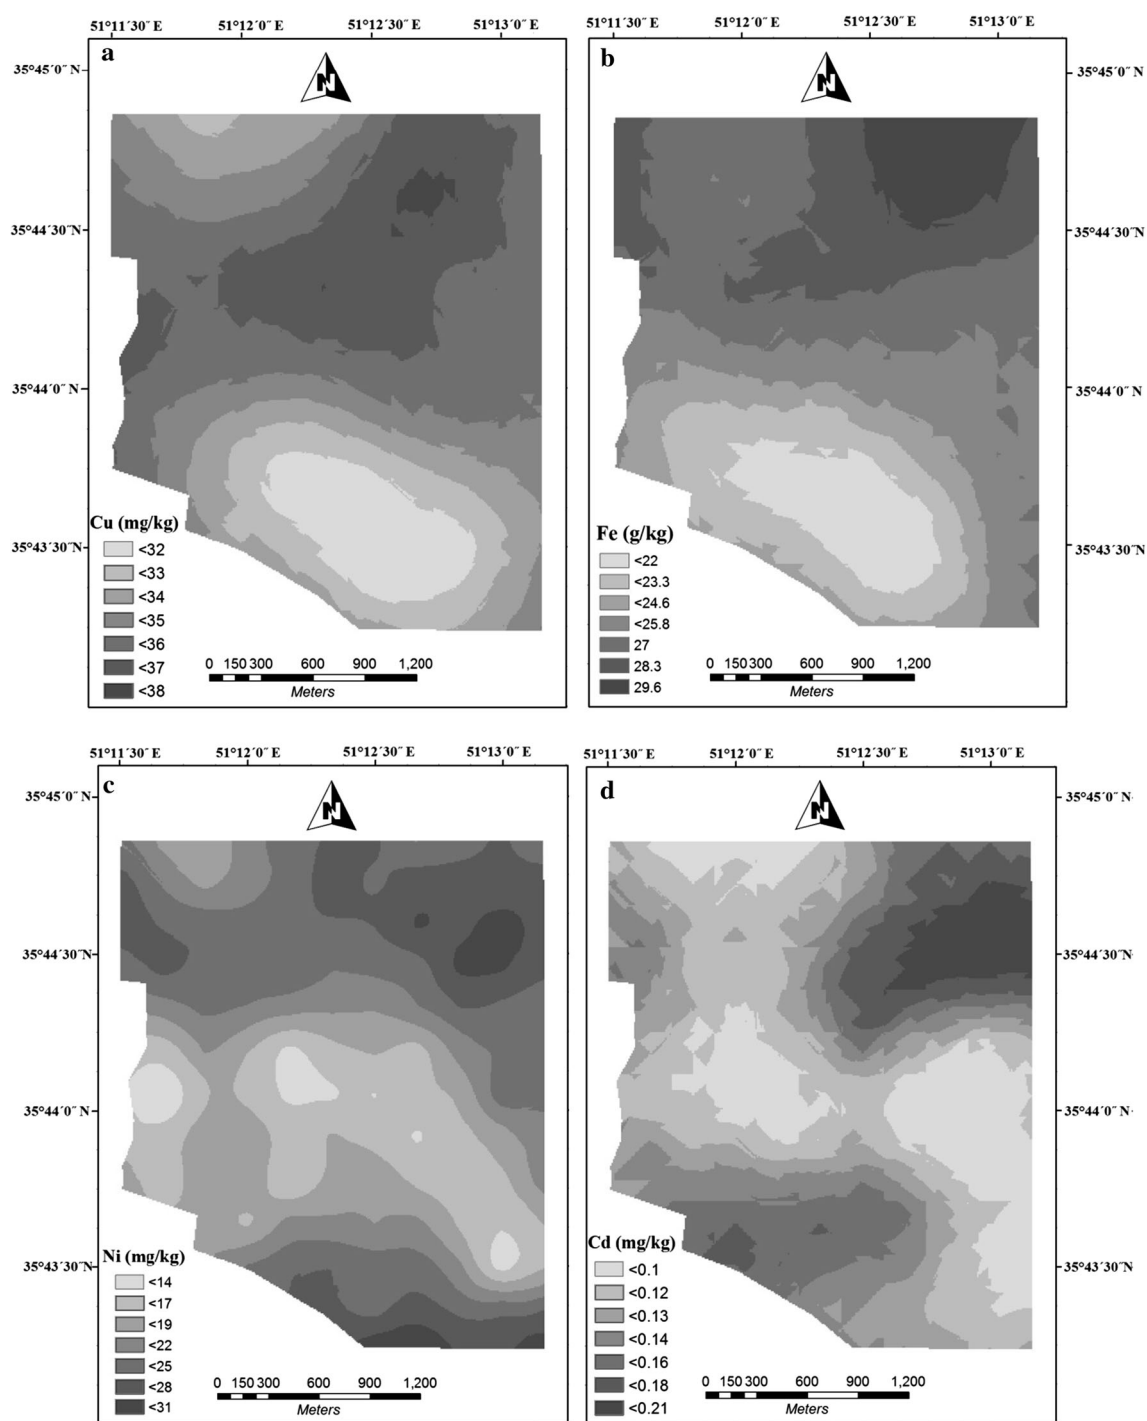 51°11´30˝ E 51°12´0˝ E 51°12´30˝ E 51°13´0˝ E
a
N
35°45´0˝ N
35°44´30˝N
35°44´0˝ N
35°43´30˝N
Cu (mg/kg)
<32
<33
<34
<35
<36
<37
<38
0 150 300 600 900 1,200
Meters
51°11´30˝ E 51°12´0˝ E 51°12´30˝ E 51°13´0˝ E
b
N
35°45´0˝ N
35°44´30˝N
35°44´0˝ N
35°43´30˝N
Fe (g/kg)
<22
<23.3
<24.6
<25.8
27
28.3
29.6
0 150 300 600 900 1,200
Meters
51°11´30˝ E 51°12´0˝ E 51°12´30˝ E 51°13´0˝ E
c
N
35°45´0˝ N
35°44´30˝N
35°44´0˝ N
35°43´30˝N
Ni (mg/kg)
<14
<17
<19
<22
<25
<28
<31
0 150 300 600 900 1,200
Meters
51°11´30˝ E 51°12´0˝ E 51°12´30˝ E 51°13´0˝ E
d
N
35°45´0˝ N
35°44´30˝N
35°44´0˝ N
35°43´30˝N
Cd (mg/kg)
<0.1
<0.12
<0.13
<0.14
<0.16
<0.18
<0.21
0 150 300 600 900 1,200
Meters